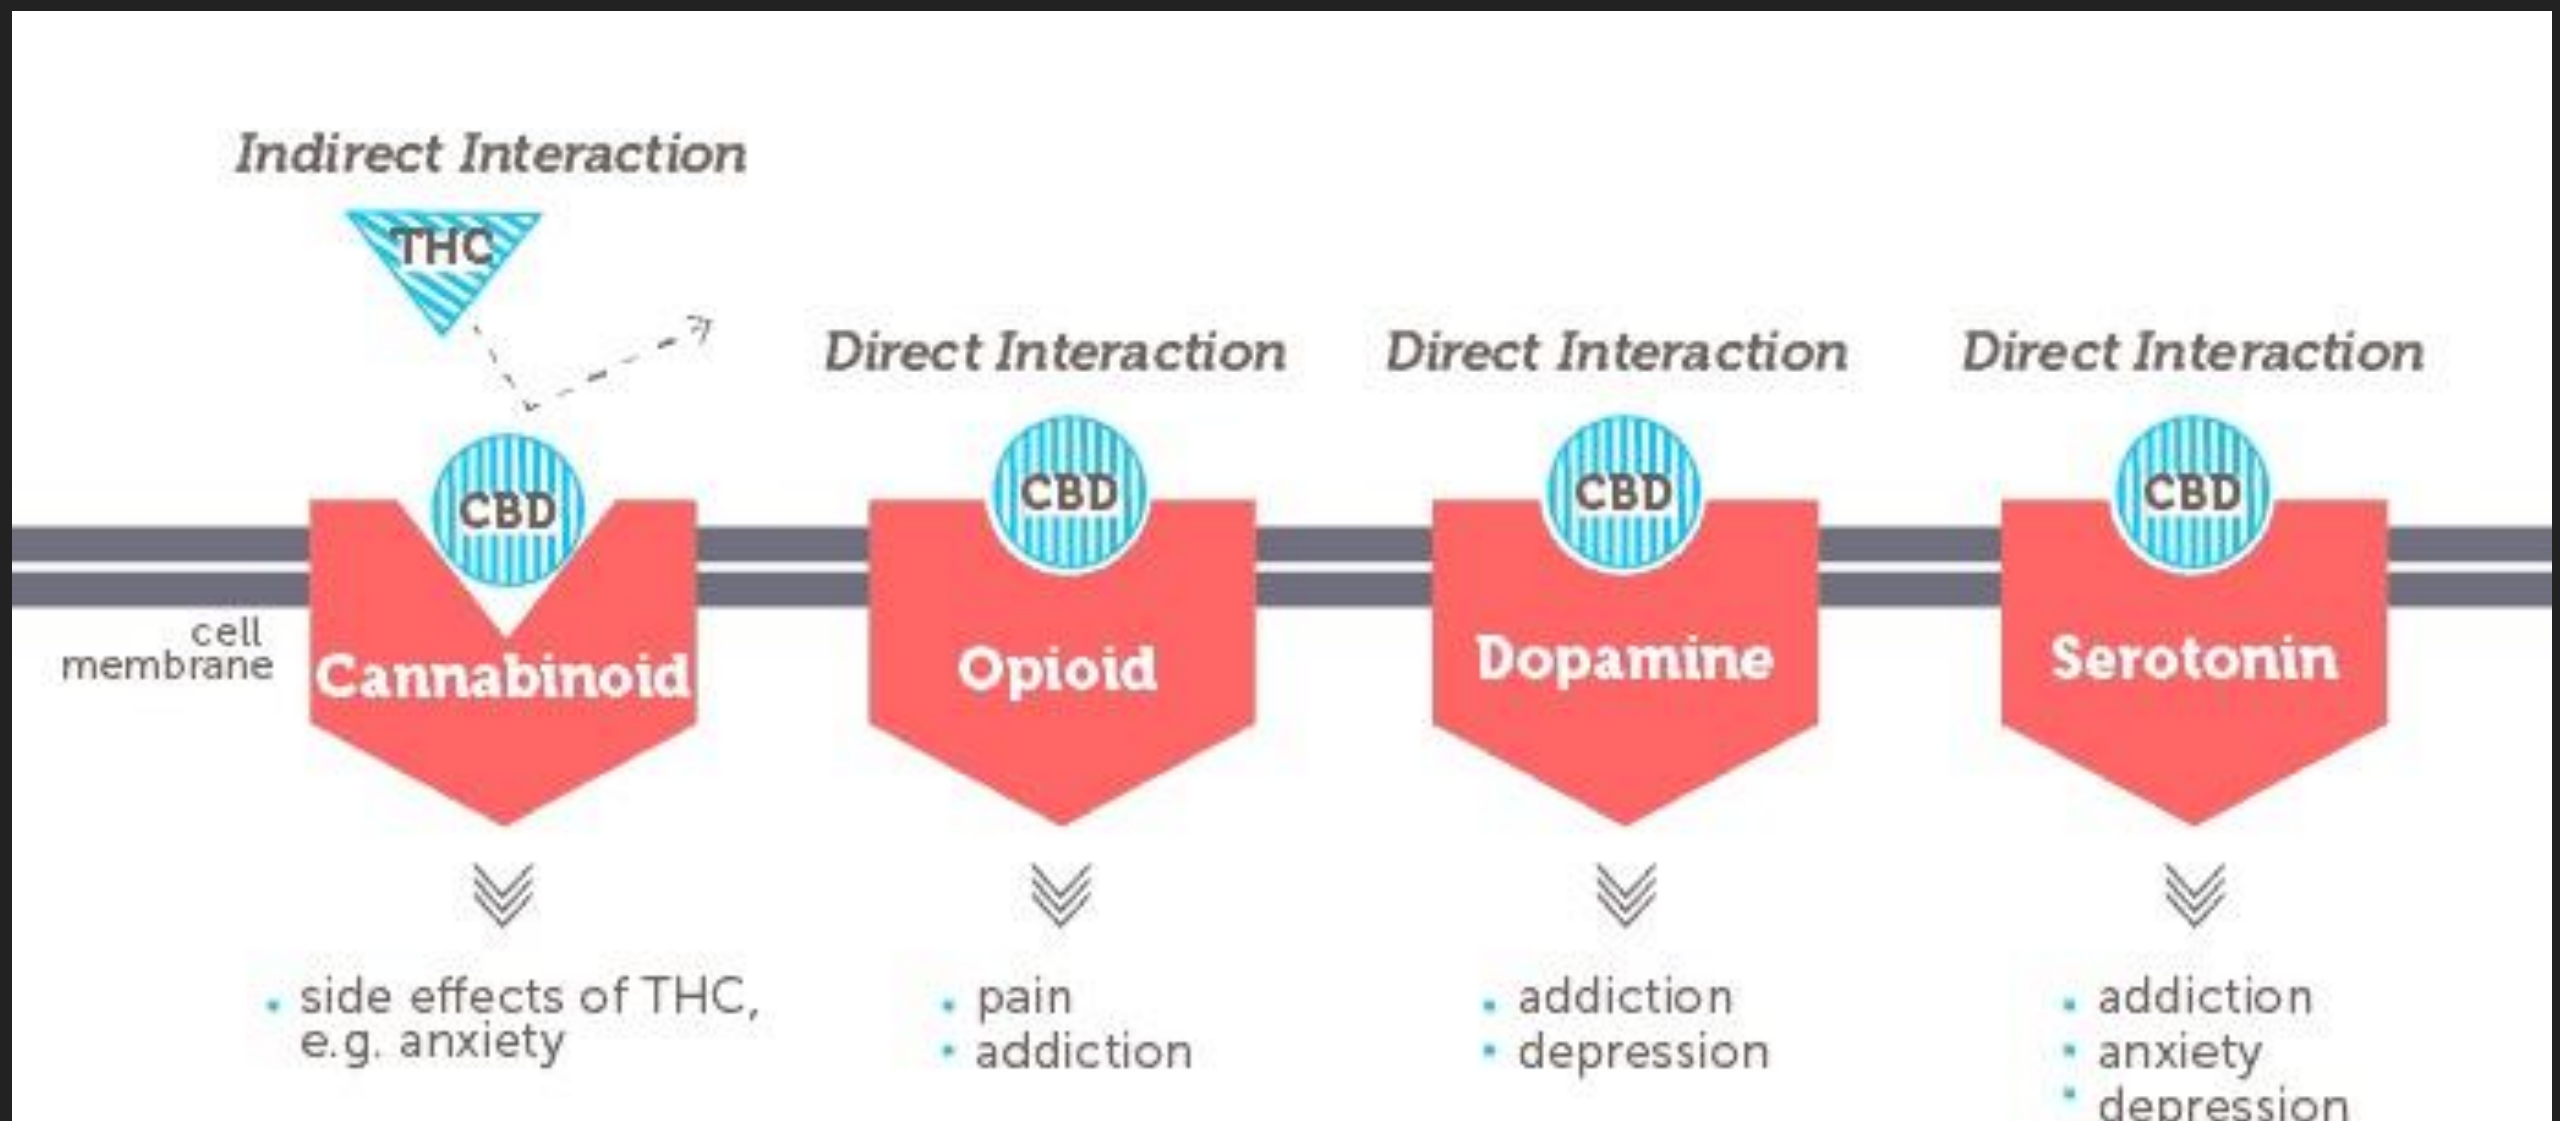 Indirect Interaction
THC
Direct Interaction
Direct Interaction
Direct Interaction
CBD
CBD
CBD
CBD
cell
membrane
Cannabinoid
Opioid
Dopamine
Serotonin
• side effects of THC,
e.g. anxiety
• pain
• addiction
• addiction
• depression
• addiction
• anxiety
• depression